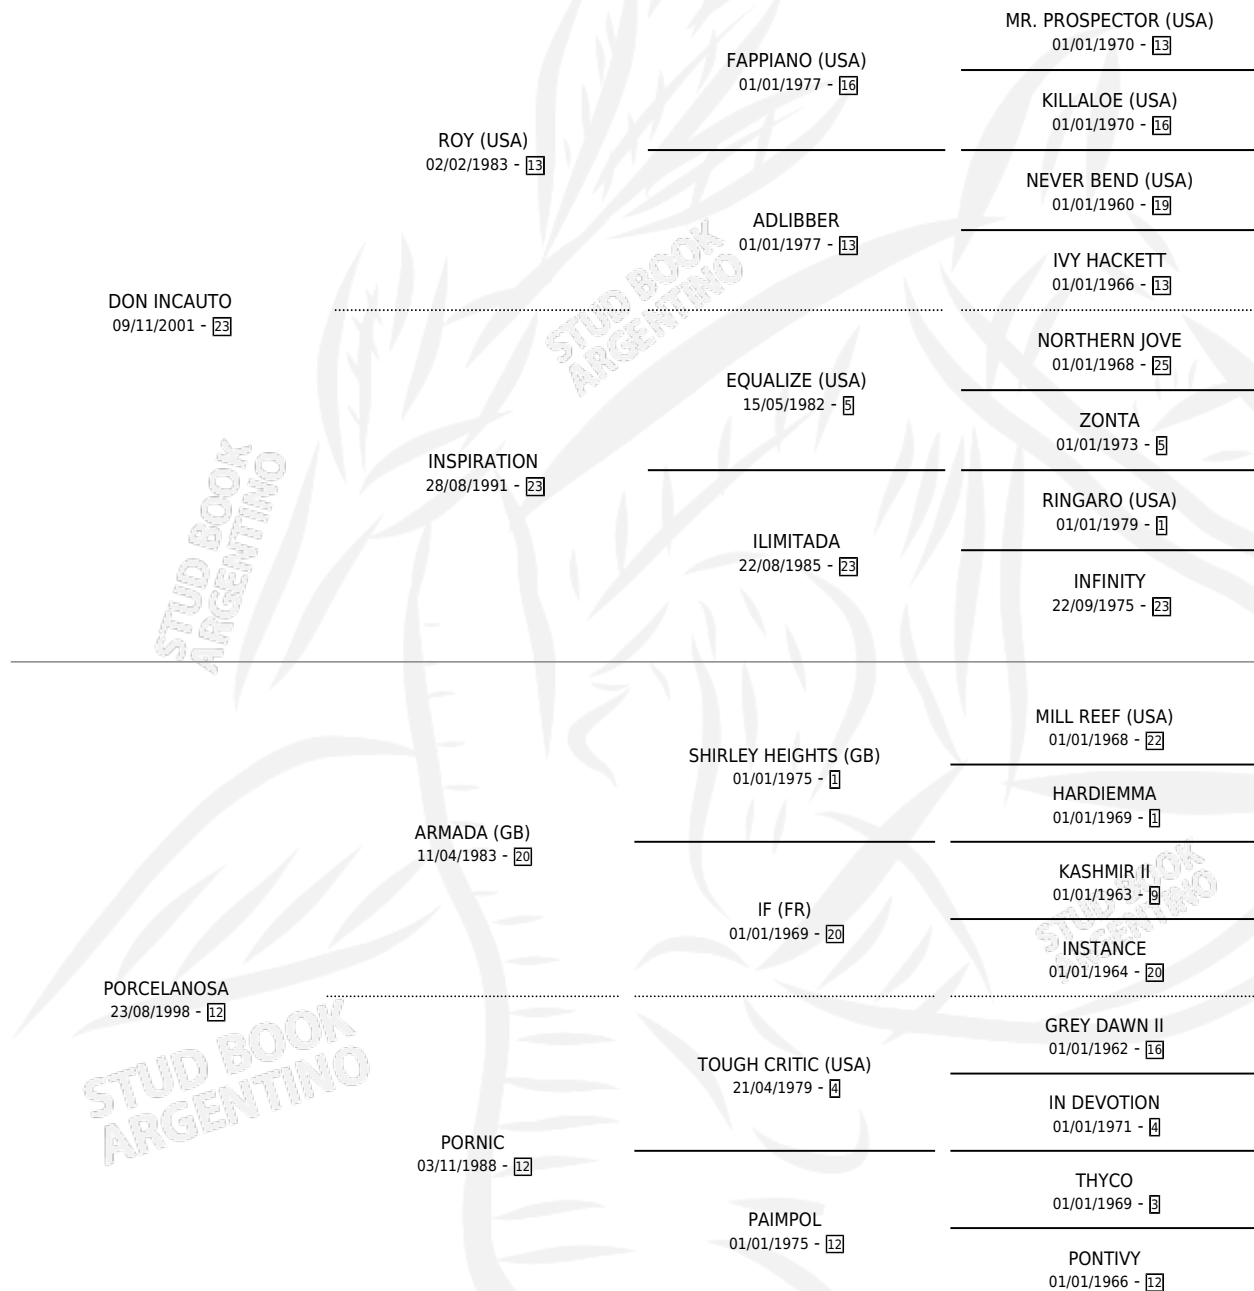 MR. PROSPECTOR (USA)
01/01/1970 - 13
FAPPIANO (USA)
01/01/1977 - 16
KILLALOE (USA)
01/01/1970 - 16
ROY (USA)
02/02/1983 - 13
NEVER BEND (USA)
01/01/1960 - 19
ADLIBBER
01/01/1977 - 13
IVY HACKETT
01/01/1966 - 13
DON INCAUTO
09/11/2001 - 23
NORTHERN JOVE
01/01/1968 - 25
EQUALIZE (USA)
15/05/1982 - 5
ZONTA
01/01/1973 - 5
INSPIRATION
28/08/1991 - 23
RINGARO (USA)
01/01/1979 - 1
ILIMITADA
22/08/1985 - 23
INFINITY
22/09/1975 - 23
STUD BOOK
ARGENTINO
STUD BOOK
ARGENTINO
MILL REEF (USA)
01/01/1968 - 22
SHIRLEY HEIGHTS (GB)
01/01/1975 - 1
HARDIEMMA
01/01/1969 - 1
ARMADA (GB)
11/04/1983 - 20
KASHMIR II
01/01/1963 - 9
IF (FR)
01/01/1969 - 20
INSTANCE
01/01/1964 - 20
STUD BOOK
ARGENTINO
PORCELANOSA
23/08/1998 - 12
GREY DAWN II
01/01/1962 - 16
TOUGH CRITIC (USA)
21/04/1979 - 4
IN DEVOTION
01/01/1971 - 4
PORNIC
03/11/1988 - 12
THYCO
01/01/1969 - 3
PAIMPOL
01/01/1975 - 12
PONTIVY
01/01/1966 - 12
STUD BOOK
ARGENTINO